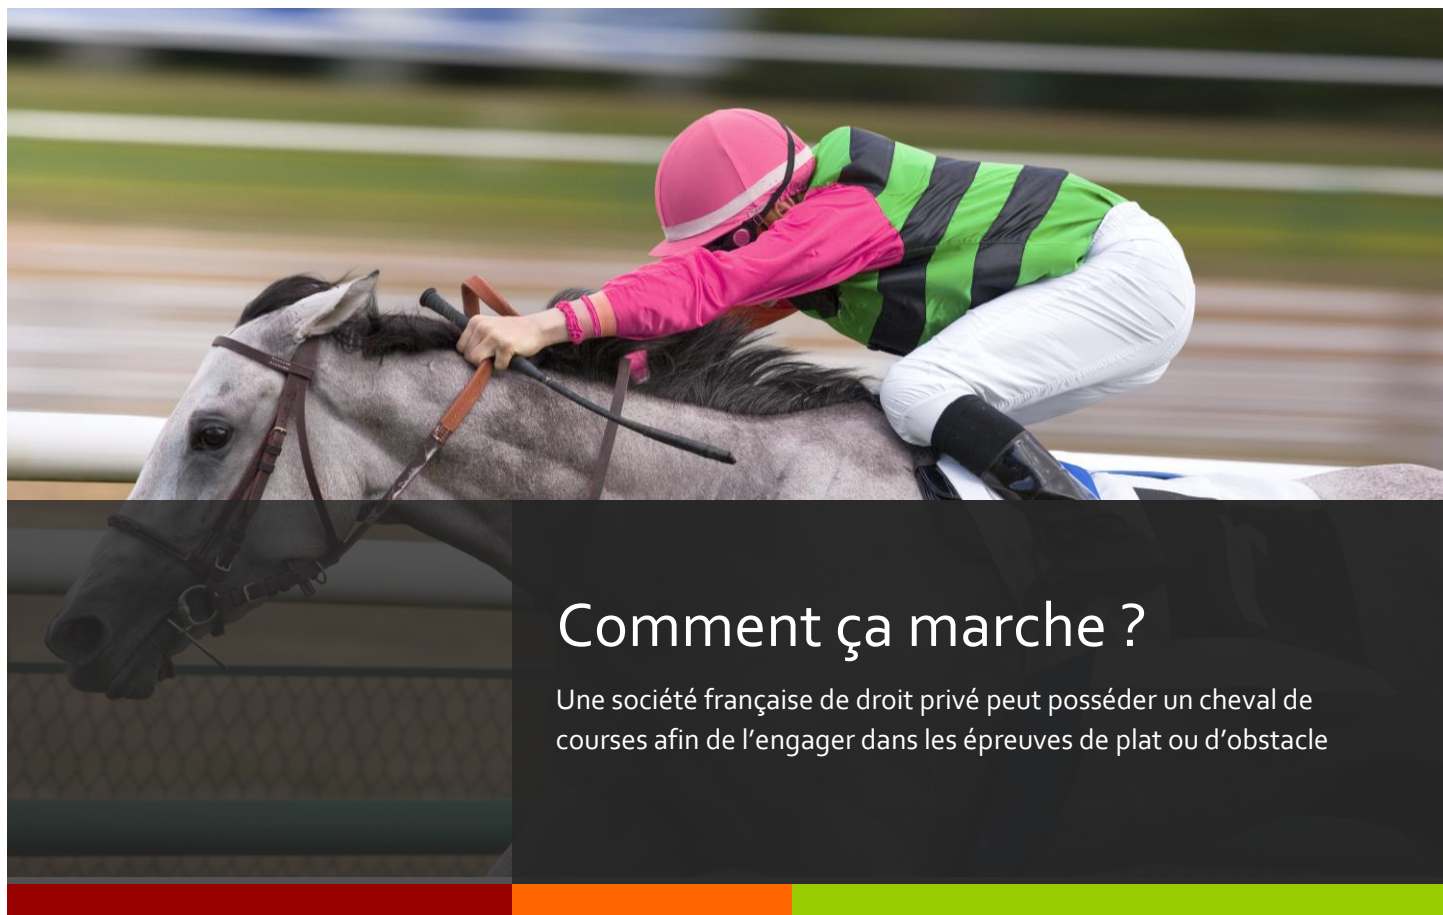 Comment ça marche ?
Une société française de droit privé peut posséder un cheval de
courses afin de l’engager dans les épreuves de plat ou d’obstacle